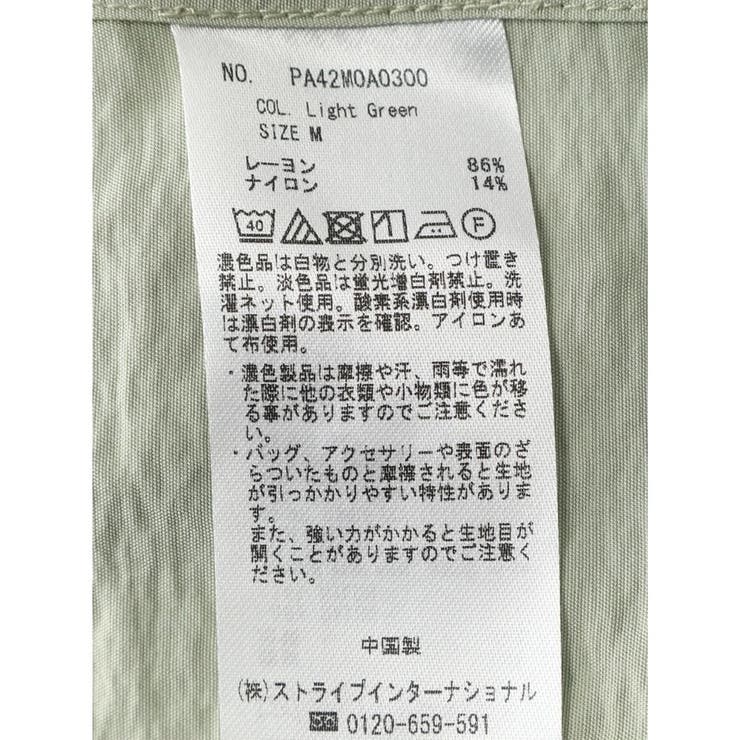 NO. PA42M0A0300
COL. Light Green
SIZE M
レーヨン 86%
ナイロン 14%
40 F
濃色品は白物と分別洗い。つけ置き
禁止。淡色品は蛍光増白剤禁止。洗
濯ネット使用。酸素系漂白剤使用時
は漂白剤の表示を確認。アイロンあ
て布使用。
・濃色製品は摩擦や汗、雨等で濡れ
た際に他の衣類や小物類に色が移
る事がありますのでご注意くださ
い。
・バッグ、アクセサリーや表面のざ
らついたものと摩擦されると生地
が引っかかりやすい特性がありま
す。
また、強い力がかかると生地目が
開くことがありますのでご注意く
ださい。
中国製
(株)ストライプインターナショナル
0120-659-591